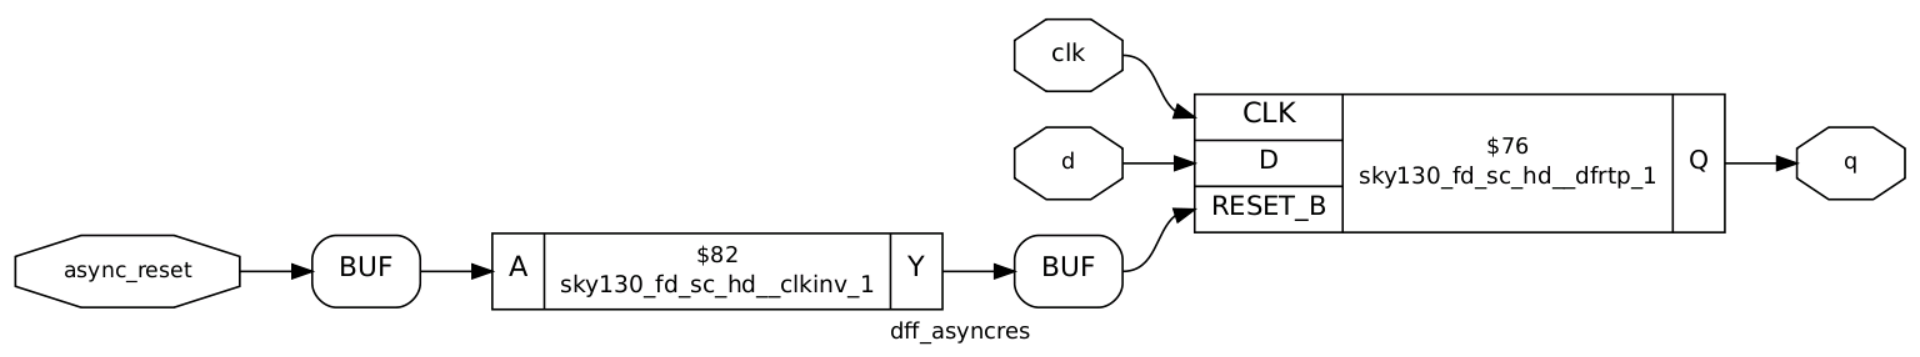 clk
CLK
d
D
RESET_B
$76
sky130_fd_sc_hd__dfrtp_1
Q
q
async_reset
BUF
A
$82
sky130_fd_sc_hd__clkinv_1
Y
BUF
dff_asyncres